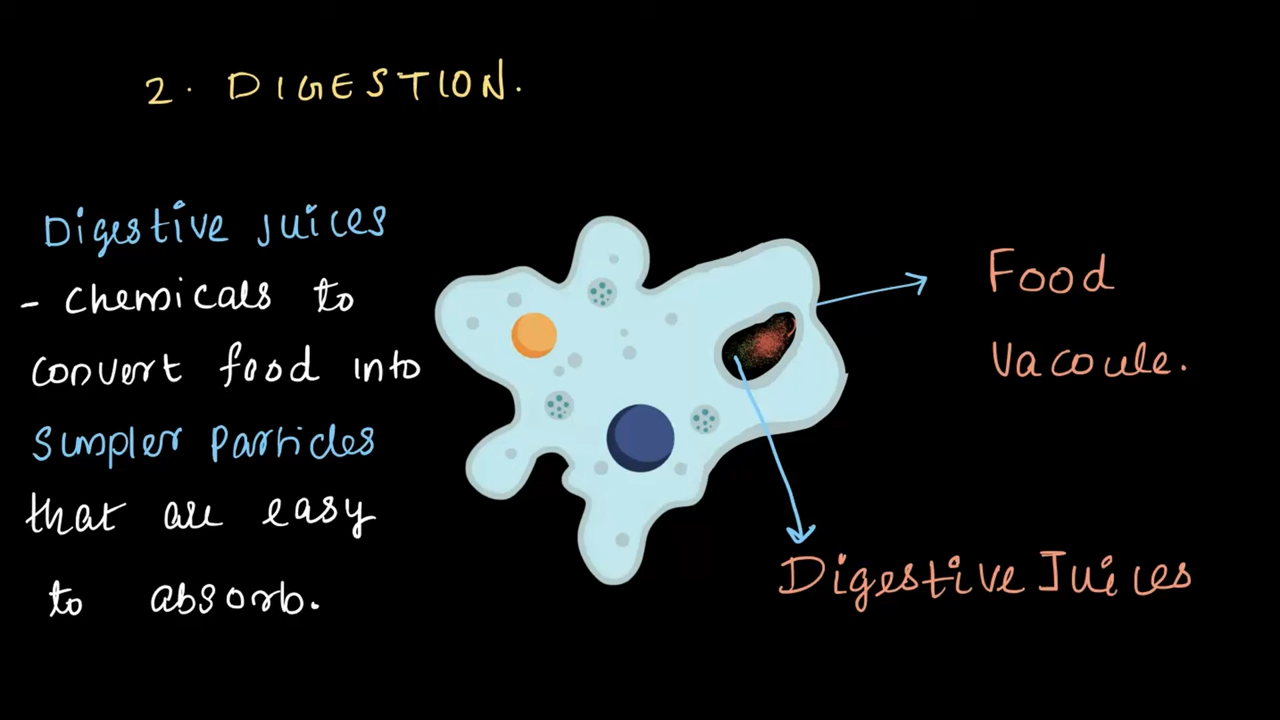 2. DIGESTION.
Digestive juices
- Chemicals to
convert food into
Simpler Particles
that are easy
to absorb.
Food
Vacoule.
Digestive Juices